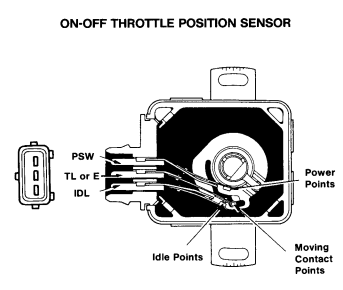 ON-OFF THROTTLE POSITION SENSOR
PSW
TL or E
IDL
Power
Points
Idle Points
Moving
Contact
Points